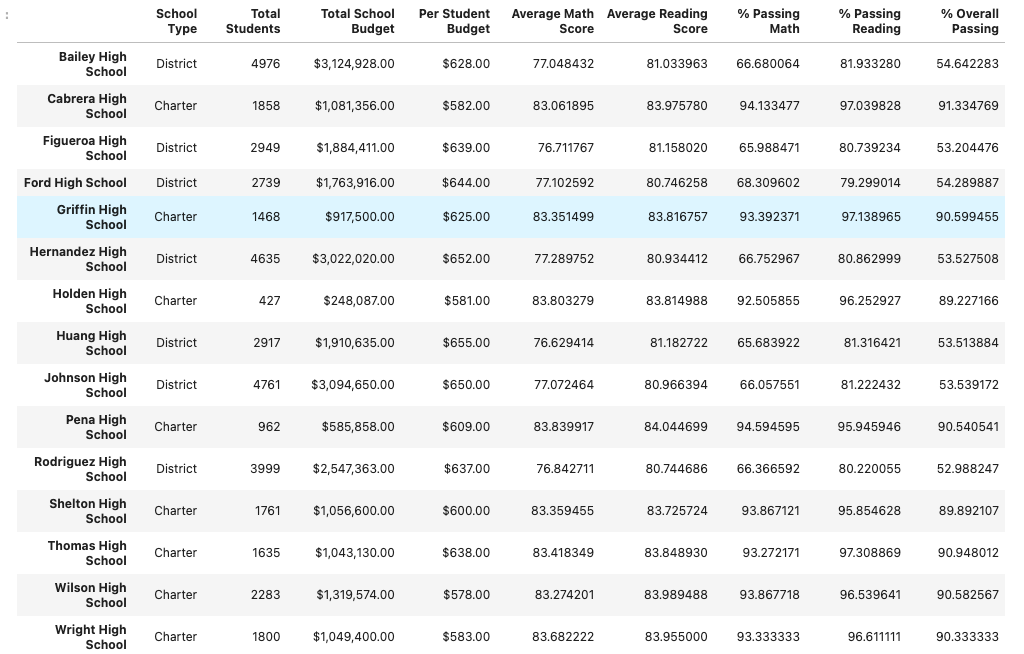 School Type Total Students Total School Budget Per Student Budget Average Math Score Average Reading Score % Passing Math % Passing Reading % Overall Passing
Bailey High School District 4976 $3,124,928.00 $628.00 77.048432 81.033963 66.680064 81.933280 54.642283
Cabrera High School Charter 1858 $1,081,356.00 $582.00 83.061895 83.975780 94.133477 97.039828 91.334769
Figueroa High School District 2949 $1,884,411.00 $639.00 76.711767 81.158020 65.988471 80.739234 53.204476
Ford High School District 2739 $1,763,916.00 $644.00 77.102592 80.746258 68.309602 79.299014 54.289887
Griffin High School Charter 1468 $917,500.00 $625.00 83.351499 83.816757 93.392371 97.138965 90.599455
Hernandez High School District 4635 $3,022,020.00 $652.00 77.289752 80.934412 66.752967 80.862999 53.527508
Holden High School Charter 427 $248,087.00 $581.00 83.803279 83.814988 92.505855 96.252927 89.227166
Huang High School District 2917 $1,910,635.00 $655.00 76.629414 81.182722 65.683922 81.316421 53.513884
Johnson High School District 4761 $3,094,650.00 $650.00 77.072464 80.966394 66.057551 81.222432 53.539172
Pena High School Charter 962 $585,858.00 $609.00 83.839917 84.044699 94.594595 95.945946 90.540541
Rodriguez High School District 3999 $2,547,363.00 $637.00 76.842711 80.744686 66.366592 80.220055 52.988247
Shelton High School Charter 1761 $1,056,600.00 $600.00 83.359455 83.725724 93.867121 95.854628 89.892107
Thomas High School Charter 1635 $1,043,130.00 $638.00 83.418349 83.848930 93.272171 97.308869 90.948012
Wilson High School Charter 2283 $1,319,574.00 $578.00 83.274201 83.989488 93.867718 96.539641 90.582567
Wright High School Charter 1800 $1,049,400.00 $583.00 83.682222 83.955000 93.333333 96.611111 90.333333